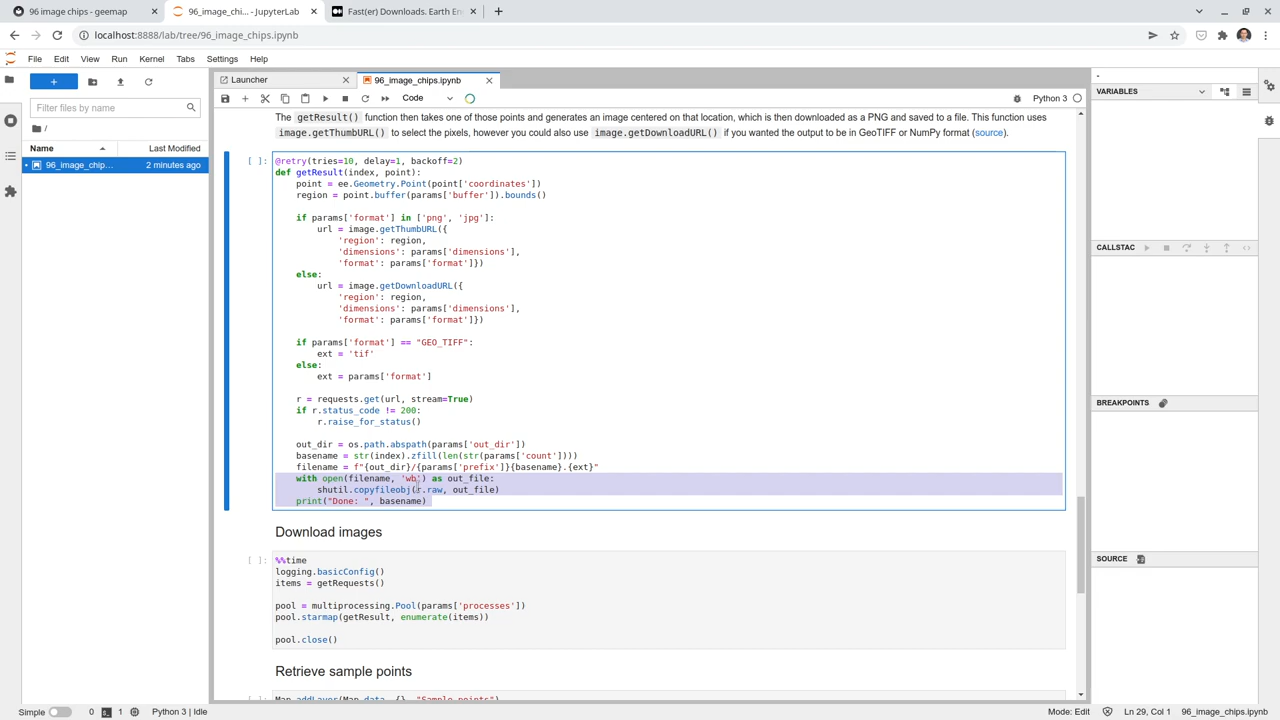 96 image chips - geemap
96_image_chi... - JupyterLab
Fast(er) Downloads. Earth En
localhost:8888/lab/tree/96_image_chips.ipynb
File Edit View Run Kernel Tabs Settings Help
Launcher
96_image_chips.ipynb
Code
Python 3
Filter files by name
/
Name Last Modified
96_image_chip... 2 minutes ago
The getResult() function then takes one of those points and generates an image centered on that location, which is then downloaded as a PNG and saved to a file. This function uses
image.getThumbURL() to select the pixels, however you could also use image.getDownloadURL() if you wanted the output to be in GeoTIFF or NumPy format (source).
[ ]:
@retry(tries=10, delay=1, backoff=2)
def getResult(index, point):
point = ee.Geometry.Point(point['coordinates'])
region = point.buffer(params['buffer']).bounds()
if params['format'] in ['png', 'jpg']:
url = image.getThumbURL({
'region': region,
'dimensions': params['dimensions'],
'format': params['format']})
else:
url = image.getDownloadURL({
'region': region,
'dimensions': params['dimensions'],
'format': params['format']})
if params['format'] == "GEO_TIFF":
ext = 'tif'
else:
ext = params['format']
r = requests.get(url, stream=True)
if r.status_code != 200:
r.raise_for_status()
out_dir = os.path.abspath(params['out_dir'])
basename = str(index).zfill(len(str(params['count'])))
filename = f"{out_dir}/{params['prefix']}{basename}.{ext}"
with open(filename, 'wb') as out_file:
shutil.copyfileobj(r.raw, out_file)
print("Done: ", basename)
Download images
[ ]:
%%time
logging.basicConfig()
items = getRequests()
pool = multiprocessing.Pool(params['processes'])
pool.starmap(getResult, enumerate(items))
pool.close()
Retrieve sample points
[ ]: Map.addLayer(Map.data, {}, "Sample points")
-
VARIABLES
CALLSTAC
BREAKPOINTS
SOURCE
Simple 0 1 Python 3 | Idle
Mode: Edit Ln 29, Col 1 96_image_chips.ipynb